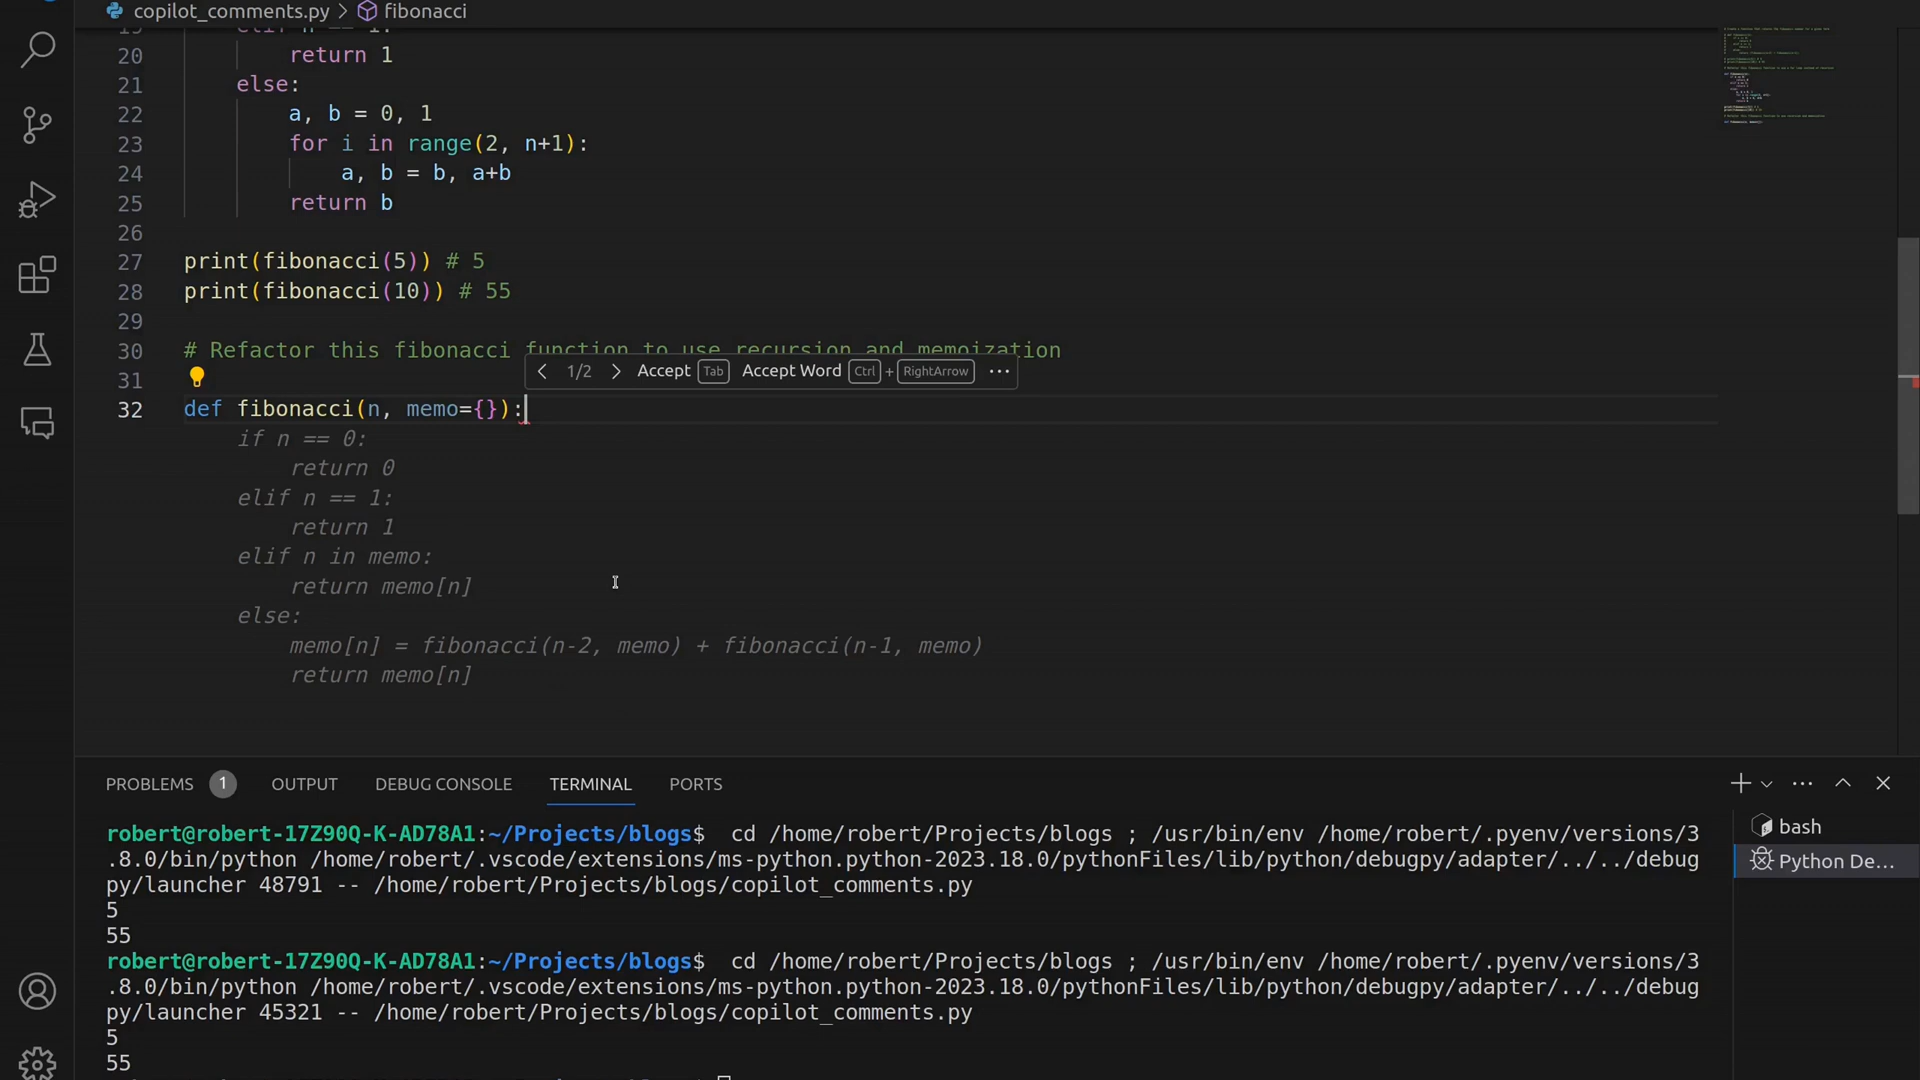 copilot_comments.py > fibonacci
19 elif n == 1:
20 return 1
21 else:
22 a, b = 0, 1
23 for i in range(2, n+1):
24 a, b = b, a+b
25 return b
26
27 print(fibonacci(5)) # 5
28 print(fibonacci(10)) # 55
29
30 # Refactor this fibonacci function to use recursion and memoization
1/2 Accept Tab Accept Word Ctrl + RightArrow ···
31
32 def fibonacci(n, memo={}):
if n == 0:
return 0
elif n == 1:
return 1
elif n in memo:
return memo[n]
else:
memo[n] = fibonacci(n-2, memo) + fibonacci(n-1, memo)
return memo[n]
PROBLEMS 1 OUTPUT DEBUG CONSOLE TERMINAL PORTS
robert@robert-17Z90Q-K-AD78A1:~/Projects/blogs$ cd /home/robert/Projects/blogs ; /usr/bin/env /home/robert/.pyenv/versions/3
.8.0/bin/python /home/robert/.vscode/extensions/ms-python.python-2023.18.0/pythonFiles/lib/python/debugpy/adapter/../../debug
py/launcher 48791 -- /home/robert/Projects/blogs/copilot_comments.py
5
55
robert@robert-17Z90Q-K-AD78A1:~/Projects/blogs$ cd /home/robert/Projects/blogs ; /usr/bin/env /home/robert/.pyenv/versions/3
.8.0/bin/python /home/robert/.vscode/extensions/ms-python.python-2023.18.0/pythonFiles/lib/python/debugpy/adapter/../../debug
py/launcher 45321 -- /home/robert/Projects/blogs/copilot_comments.py
5
55
bash
Python De...